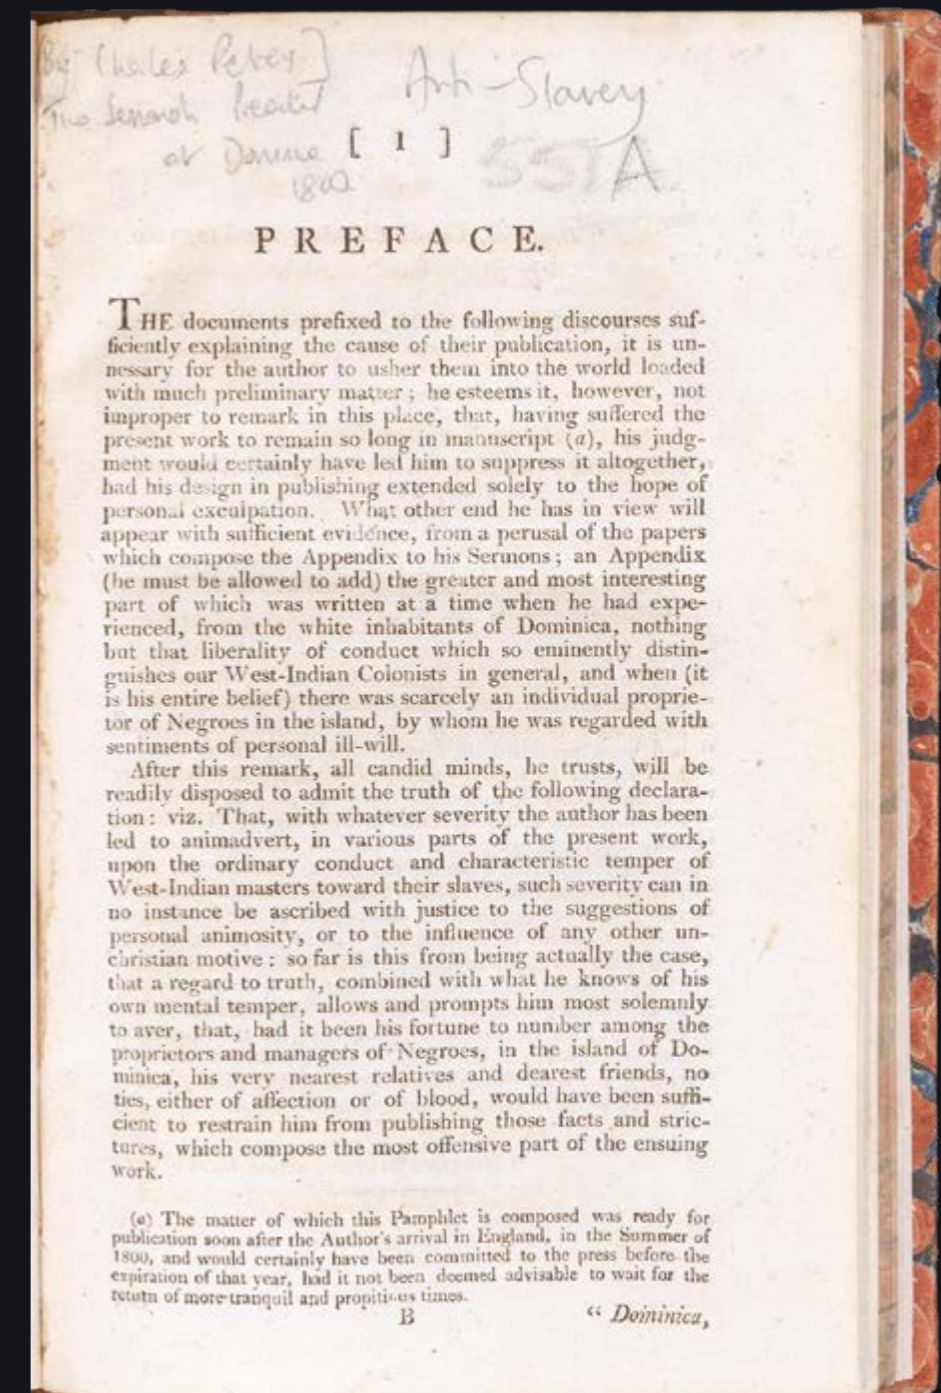 By Charles Peters]
Two Sermons Preached
at Dominica
1802
Anti-Slavery
A
[ 1 ]
PREFACE.
THE documents prefixed to the following discourses suf-
ficiently explaining the cause of their publication, it is un-
nessary for the author to usher them into the world loaded
with much preliminary matter ; he esteems it, however, not
improper to remark in this place, that, having suffered the
present work to remain so long in manuscript (a), his judg-
ment would certainly have led him to suppress it altogether,
had his design in publishing extended solely to the hope of
personal exculpation. What other end he has in view will
appear with sufficient evidence, from a perusal of the papers
which compose the Appendix to his Sermons ; an Appendix
(he must be allowed to add) the greater and most interesting
part of which was written at a time when he had expe-
rienced, from the white inhabitants of Dominica, nothing
but that liberality of conduct which so eminently distin-
guishes our West-Indian Colonists in general, and when (it
is his entire belief) there was scarcely an individual proprie-
tor of Negroes in the island, by whom he was regarded with
sentiments of personal ill-will.
After this remark, all candid minds, he trusts, will be
readily disposed to admit the truth of the following declara-
tion : viz. That, with whatever severity the author has been
led to animadvert, in various parts of the present work,
upon the ordinary conduct and characteristic temper of
West-Indian masters toward their slaves, such severity can in
no instance be ascribed with justice to the suggestions of
personal animosity, or to the influence of any other un-
christian motive : so far is this from being actually the case,
that a regard to truth, combined with what he knows of his
own mental temper, allows and prompts him most solemnly
to aver, that, had it been his fortune to number among the
proprietors and managers of Negroes, in the island of Do-
minica, his very nearest relatives and dearest friends, no
ties, either of affection or of blood, would have been suffi-
cient to restrain him from publishing those facts and stric-
tures, which compose the most offensive part of the ensuing
work.
(a) The matter of which this Pamphlet is composed was ready for
publication soon after the Author's arrival in England, in the Summer of
1800, and would certainly have been committed to the press before the
expiration of that year, had it not been deemed advisable to wait for the
return of more tranquil and propitious times.
B
“ Dominica,